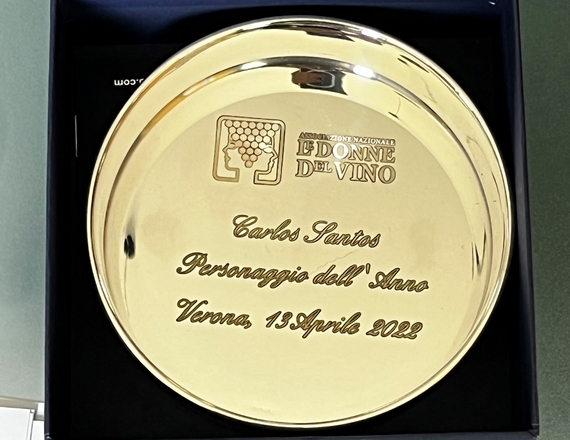 ASSOCIAZIONE NAZIONALE
LE DONNE
DEL VINO
Carlos Santos
Personaggio dell'Anno
Verona, 13 Aprile 2022